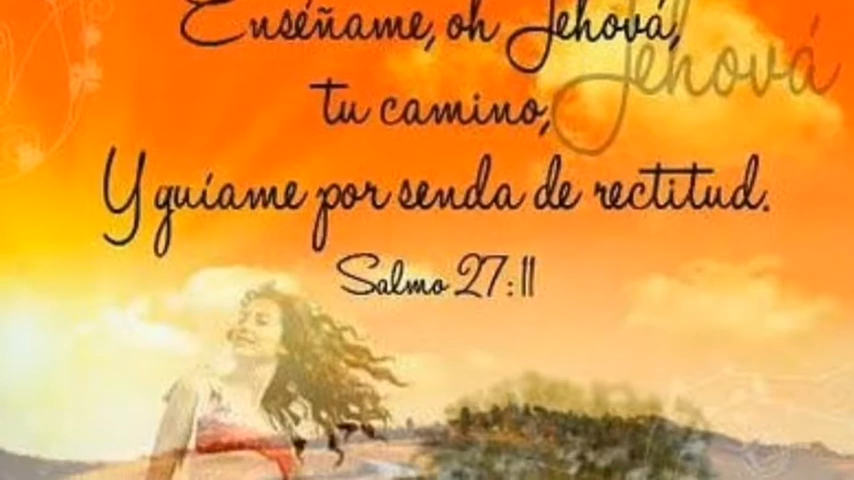 Enséñame, oh Jehová,
Jehová
tu camino,
Y guíame por senda de rectitud.
Salmo 27:11